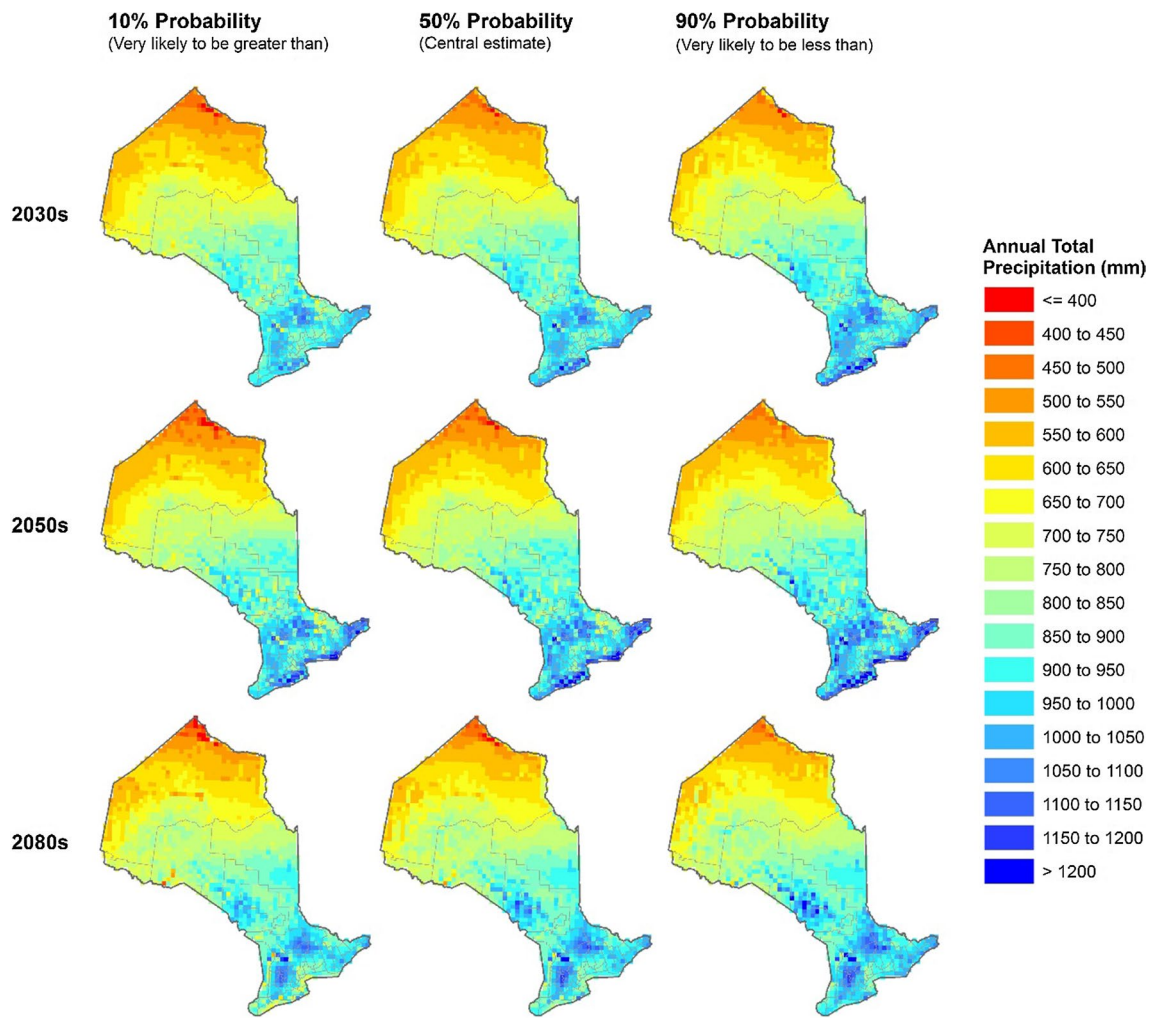 10% Probability
(Very likely to be greater than)
50% Probability
(Central estimate)
90% Probability
(Very likely to be less than)
2030s
2050s
2080s
Annual Total
Precipitation (mm)
<= 400
400 to 450
450 to 500
500 to 550
550 to 600
600 to 650
650 to 700
700 to 750
750 to 800
800 to 850
850 to 900
900 to 950
950 to 1000
1000 to 1050
1050 to 1100
1100 to 1150
1150 to 1200
> 1200